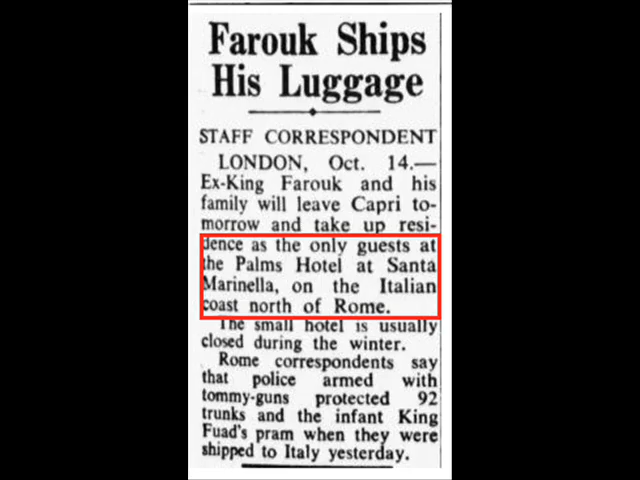 Farouk Ships
His Luggage
STAFF CORRESPONDENT
LONDON, Oct. 14.—
Ex-King Farouk and his
family will leave Capri to-
morrow and take up resi-
dence as the only guests at
the Palms Hotel at Santa
Marinella, on the Italian
coast north of Rome.
The small hotel is usually
closed during the winter.
Rome correspondents say
that police armed with
tommy-guns protected 92
trunks and the infant King
Fuad's pram when they were
shipped to Italy yesterday.